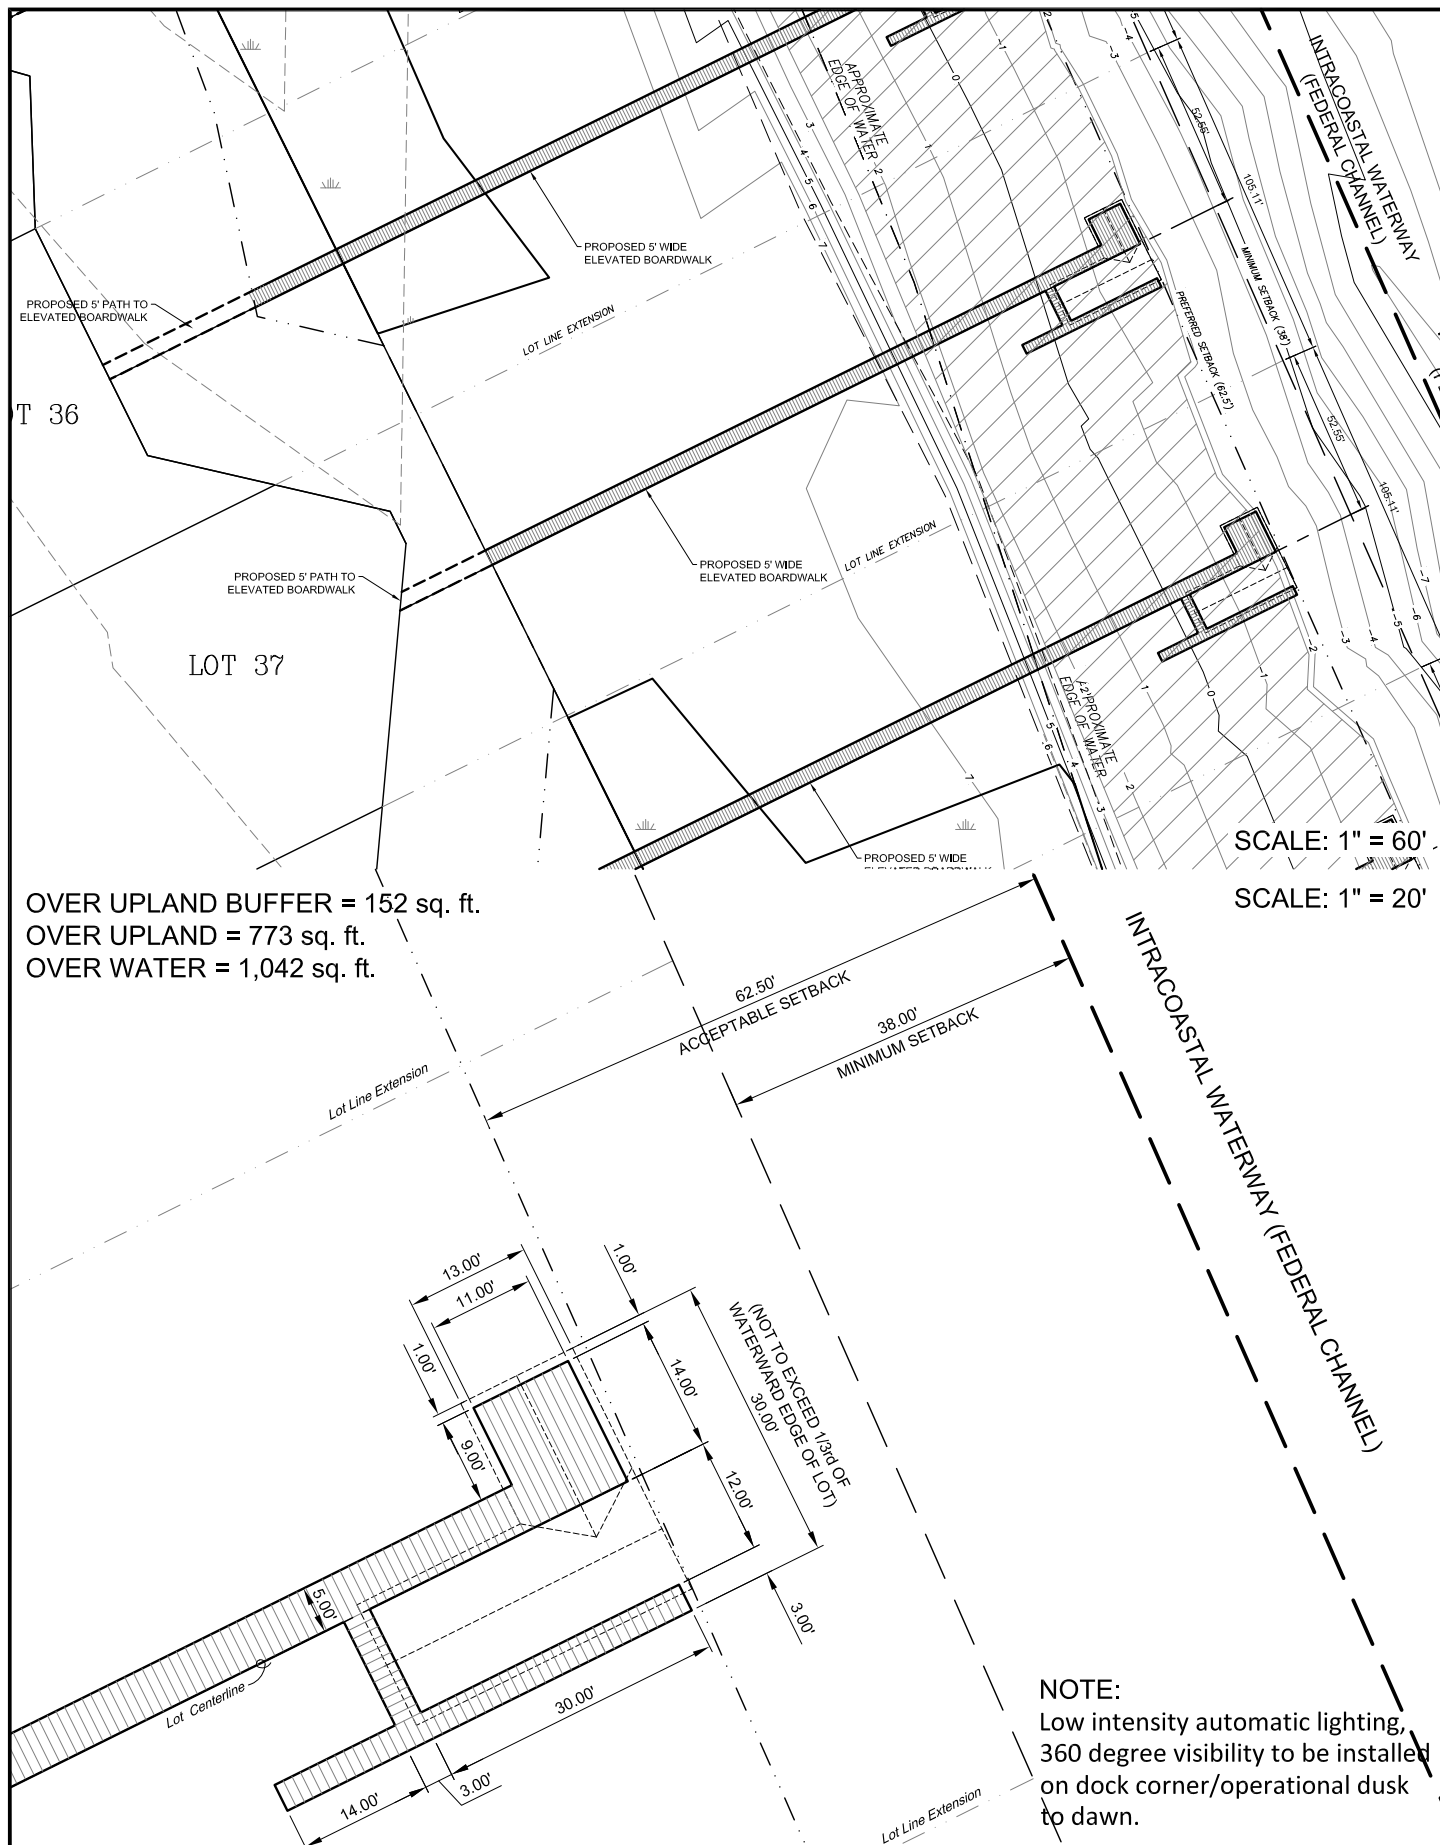 INTRACOASTAL WATERWAY
(FEDERAL CHANNEL)
APPROXIMATE
EDGE OF WATER
52.55'
105.11'
MINIMUM SETBACK (38')
PREFERRED SETBACK (62.5')
PROPOSED 5' WIDE
ELEVATED BOARDWALK
PROPOSED 5' PATH TO
ELEVATED BOARDWALK
LOT LINE EXTENSION
T 36
52.55'
105.11'
PROPOSED 5' WIDE
ELEVATED BOARDWALK
LOT LINE EXTENSION
PROPOSED 5' PATH TO
ELEVATED BOARDWALK
LOT 37
EDGE OF WATER
PROPOSED 5' WIDE
SCALE: 1" = 60'
SCALE: 1" = 20'
OVER UPLAND BUFFER = 152 sq. ft.
OVER UPLAND = 773 sq. ft.
OVER WATER = 1,042 sq. ft.
62.50'
ACCEPTABLE SETBACK
38.00'
MINIMUM SETBACK
INTRACOASTAL WATERWAY (FEDERAL CHANNEL)
Lot Line Extension
13.00'
11.00'
1.00'
1.00'
9.00'
14.00'
12.00'
30.00'
(NOT TO EXCEED 1/3rd OF
WATERWARD EDGE OF LOT)
3.00'
5.00'
Lot Centerline
30.00'
3.00'
14.00'
Lot Line Extension
NOTE:
Low intensity automatic lighting,
360 degree visibility to be installed
on dock corner/operational dusk
to dawn.